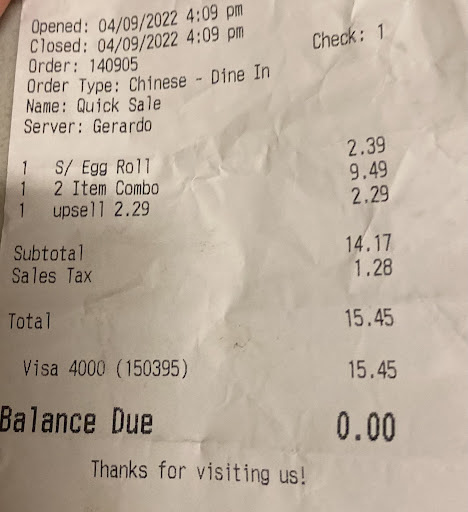 Opened: 04/09/2022 4:09 pm
Closed: 04/09/2022 4:09 pm
Order: 140905 Check: 1
Order Type: Chinese - Dine In
Name: Quick Sale
Server: Gerardo
1 S/ Egg Roll 2.39
1 2 Item Combo 9.49
1 upsell 2.29 2.29
Subtotal 14.17
Sales Tax 1.28
Total 15.45
Visa 4000 (150395) 15.45
Balance Due 0.00
Thanks for visiting us!